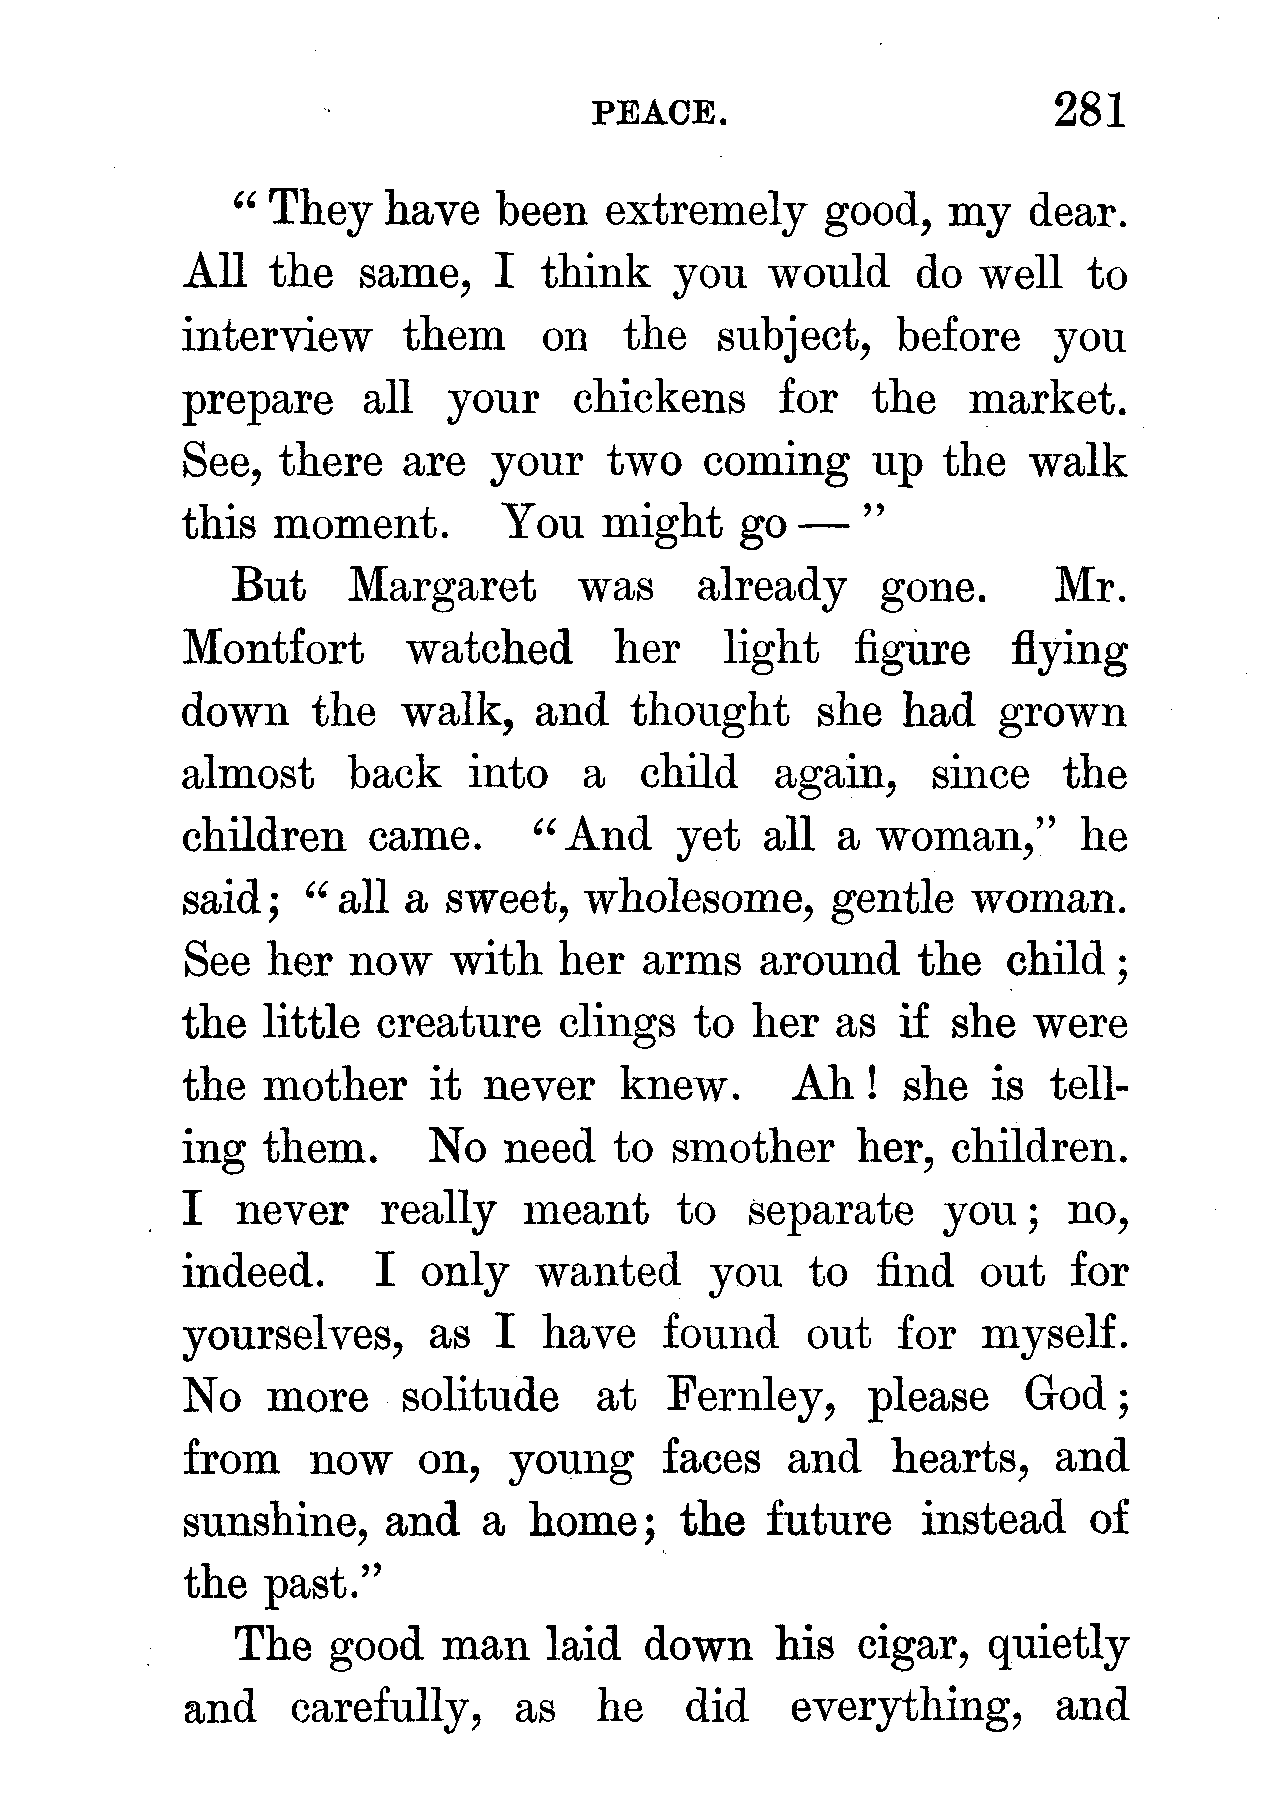 PEACE. 281
“ They have been extremely good, my dear.
All the same, I think you would do well to
interview them on the subject, before you
prepare all your chickens for the market.
See, there are your two coming up the walk
this moment. You might go — ”
But Margaret was already gone. Mr.
Montfort watched her light figure flying
down the walk, and thought she had grown
almost back into a child again, since the
children came. “ And yet all a woman,” he
said; “ all a sweet, wholesome, gentle woman.
See her now with her arms around the child ;
the little creature clings to her as if she were
the mother it never knew. Ah ! she is tell-
ing them. No need to smother her, children.
I never really meant to separate you ; no,
indeed. I only wanted you to find out for
yourselves, as I have found out for myself.
No more solitude at Fernley, please God ;
from now on, young faces and hearts, and
sunshine, and a home; the future instead of
the past.”
The good man laid down his cigar, quietly
and carefully, as he did everything, and